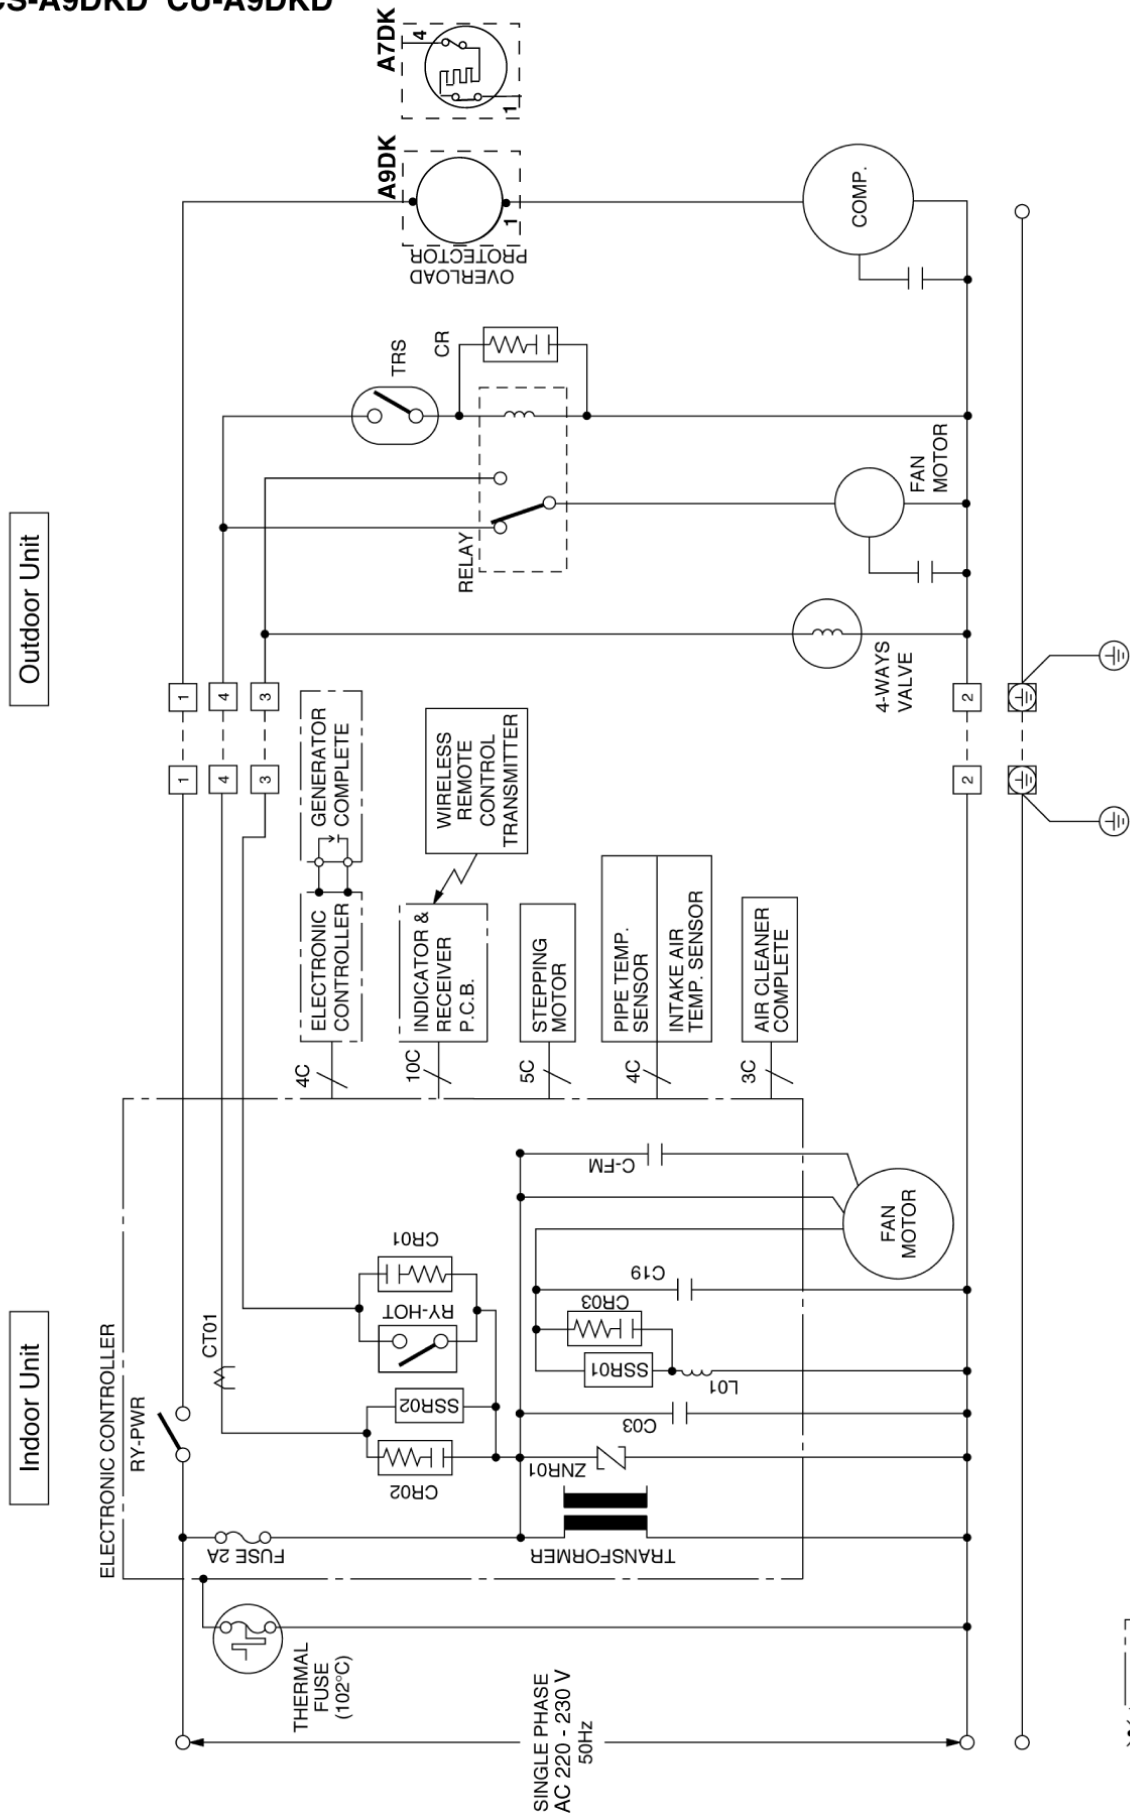 CS-A9DKD CU-A9DKD
Outdoor Unit
Indoor Unit
A7DK
4
1
A9DK
1
OVERLOAD
PROTECTOR
COMP.
TRS
CR
RELAY
FAN
MOTOR
4-WAYS
VALVE
1
4
3
2
1
4
3
2
GENERATOR
COMPLETE
ELECTRONIC
CONTROLLER
WIRELESS
REMOTE
CONTROL
TRANSMITTER
INDICATOR &
RECEIVER
P.C.B.
STEPPING
MOTOR
PIPE TEMP.
SENSOR
INTAKE AIR
TEMP. SENSOR
AIR CLEANER
COMPLETE
4C
10C
5C
4C
3C
ELECTRONIC CONTROLLER
RY-PWR
CT01
CR01
RY-HOT
SSR02
CR02
C-FM
FAN
MOTOR
C19
CR03
SSR01
L01
C03
ZNR01
TRANSFORMER
FUSE 2A
THERMAL
FUSE
(102°C)
SINGLE PHASE
AC 220 - 230 V
50Hz